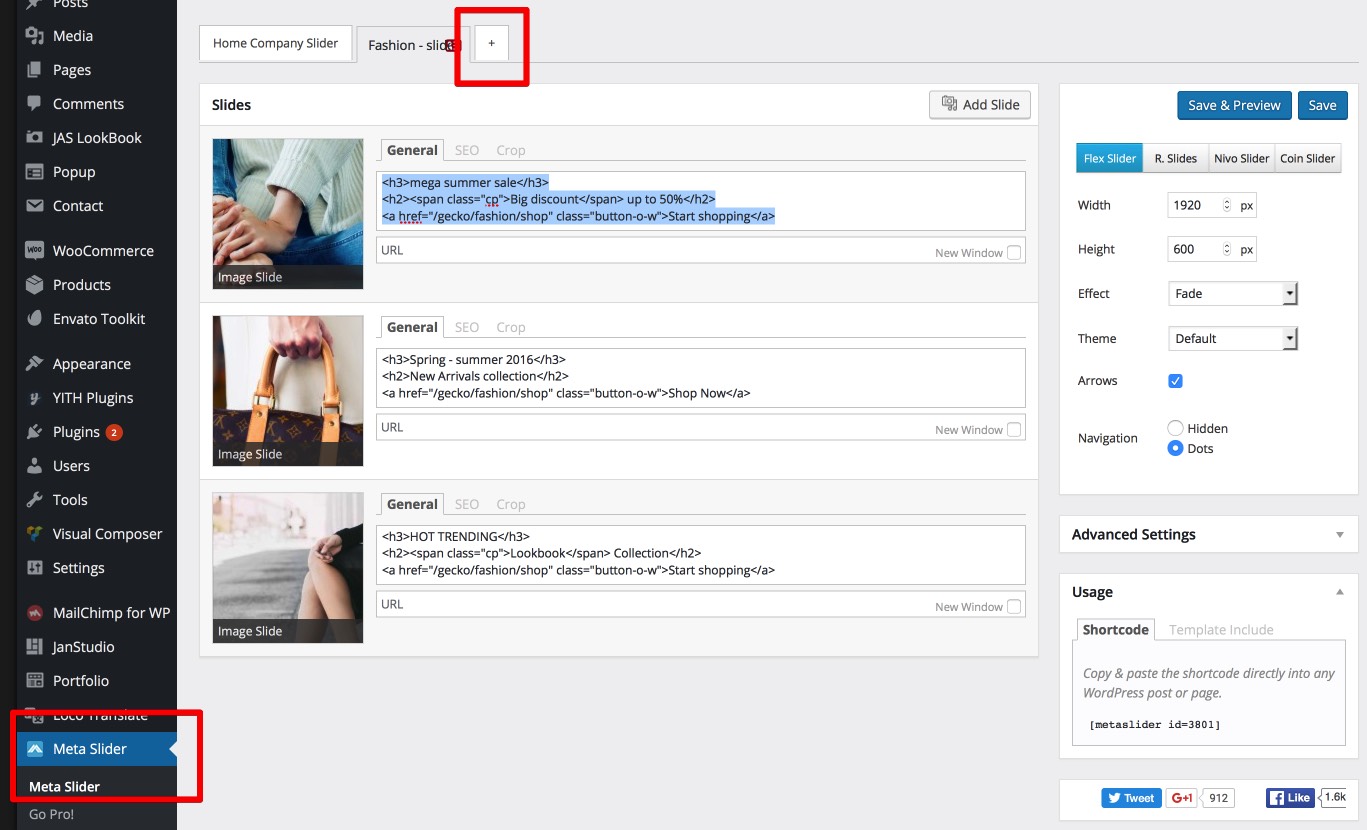 Posts
Media
Pages
Comments
JAS LookBook
Popup
Contact
WOO WooCommerce
Products
Envato Toolkit
Appearance
YITH Plugins
Plugins 2
Users
Tools
Visual Composer
Settings
MailChimp for WP
JanStudio
Portfolio
Loco Translate
Meta Slider
Meta Slider
Go Pro!
Home Company Slider
Fashion - slid
+
Slides
Add Slide
General SEO Crop
<h3>mega summer sale</h3>
<h2><span class="cp">Big discount</span> up to 50%</h2>
<a href="/gecko/fashion/shop" class="button-o-w">Start shopping</a>
URL
New Window
Image Slide
General SEO Crop
<h3>Spring - summer 2016</h3>
<h2>New Arrivals collection</h2>
<a href="/gecko/fashion/shop" class="button-o-w">Shop Now</a>
URL
New Window
Image Slide
General SEO Crop
<h3>HOT TRENDING</h3>
<h2><span class="cp">Lookbook</span> Collection</h2>
<a href="/gecko/fashion/shop" class="button-o-w">Start shopping</a>
URL
New Window
Image Slide
Save & Preview Save
Flex Slider R. Slides Nivo Slider Coin Slider
Width 1920 px
Height 600 px
Effect Fade
Theme Default
Arrows
Navigation
Hidden
Dots
Advanced Settings
Usage
Shortcode Template Include
Copy & paste the shortcode directly into any
WordPress post or page.
[metaslider id=3801]
Tweet G+1 912 Like 1.6k